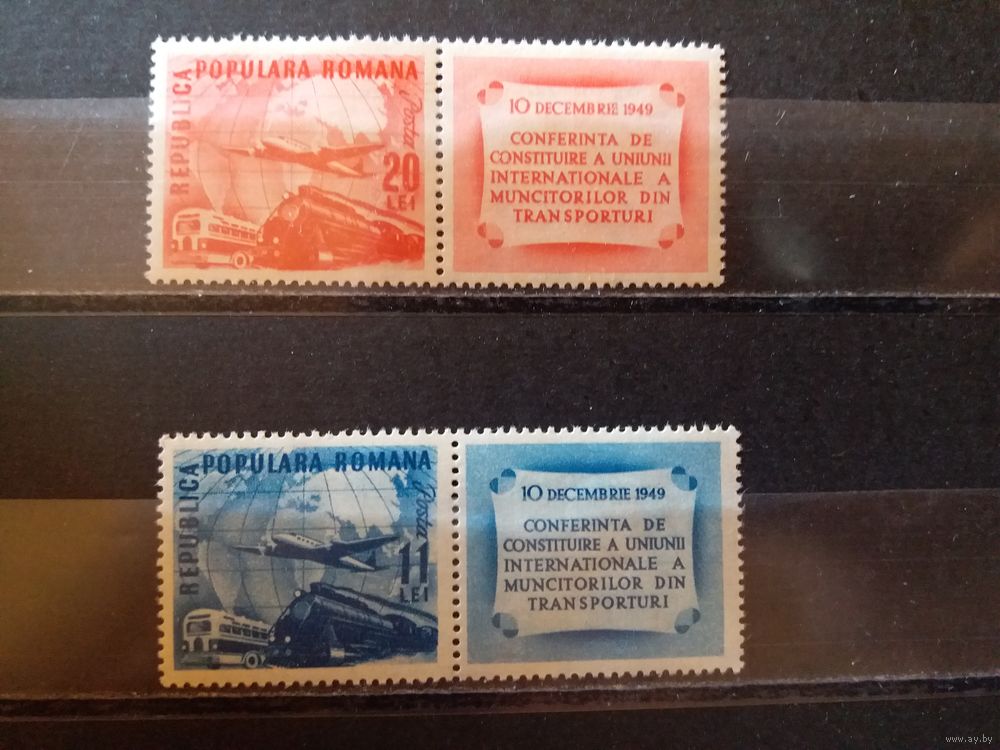 REPUBLICA
POPULARA ROMANA
Posta
20
LEI
10 DECEMBRIE 1949
CONFERINTA DE
CONSTITUIRE A UNIUNII
INTERNATIONALE A
MUNCITORILOR DIN
TRANSPORTURI
REPUBLICA
POPULARA ROMANA
Posta
11
LEI
10 DECEMBRIE 1949
CONFERINTA DE
CONSTITUIRE A UNIUNII
INTERNATIONALE A
MUNCITORILOR DIN
TRANSPORTURI
www.ay.by